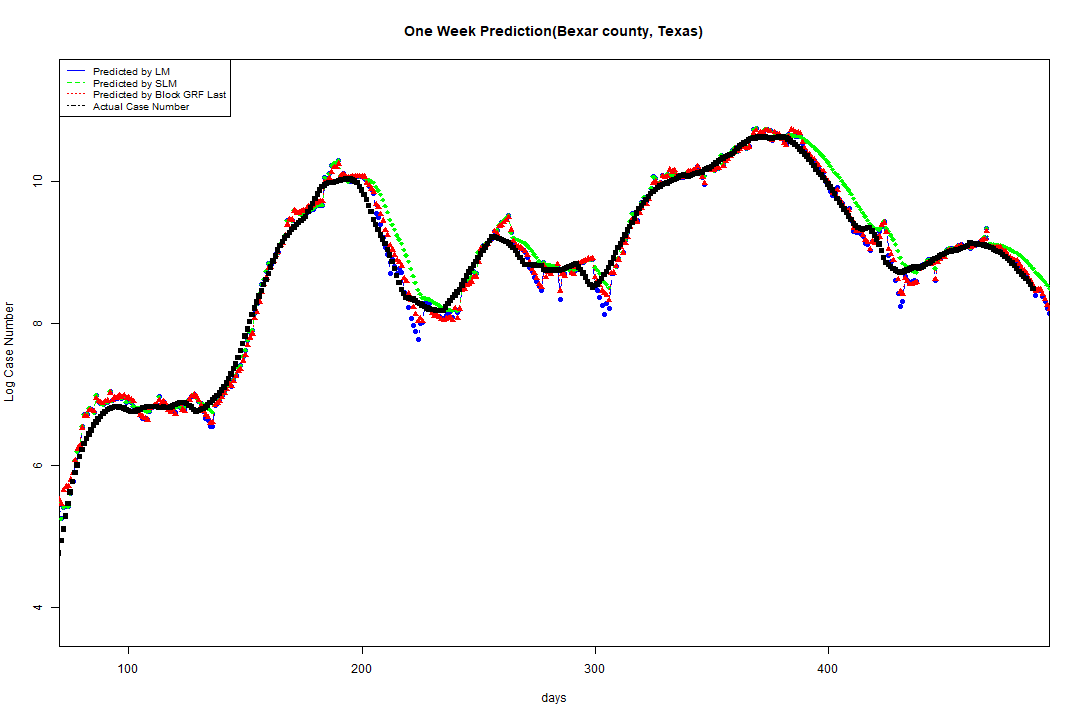 One Week Prediction(Bexar county, Texas)
Predicted by LM
Predicted by SLM
Predicted by Block GRF Last
Actual Case Number
Log Case Number
10
8
6
4
100 200 300 400
days